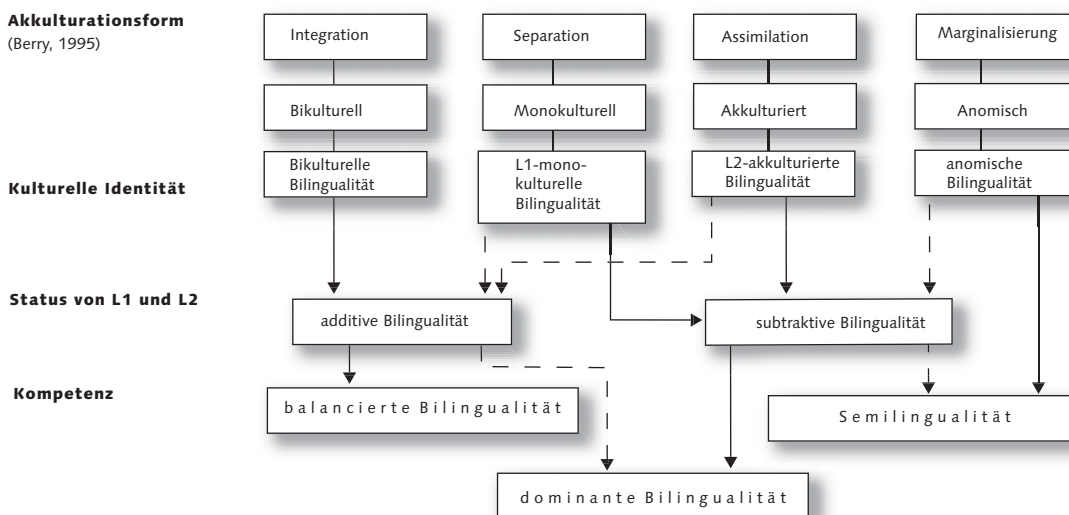 Akkulturationsform
(Berry, 1995)
Integration
Separation
Assimilation
Marginalisierung
Bikulturell
Monokulturell
Akkulturiert
Anomisch
Kulturelle Identität
Bikulturelle
Bilingualität
L1-mono-
kulturelle
Bilingualität
L2-akkulturierte
Bilingualität
anomische
Bilingualität
Status von L1 und L2
additive Bilingualität
subtraktive Bilingualität
Kompetenz
balancierte Bilingualität
Semilingualität
dominante Bilingualität